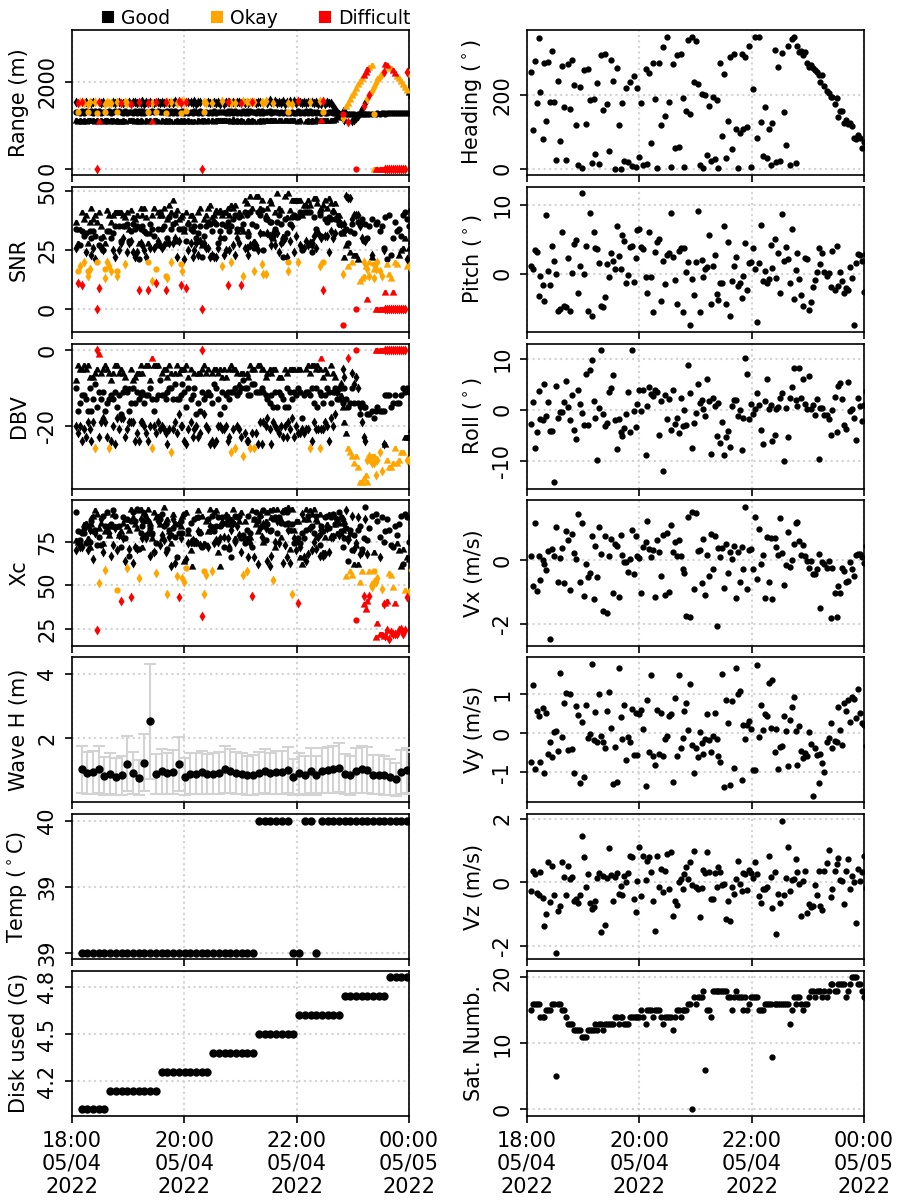 Good Okay Difficult
Range (m)
2000
0
Heading (°)
200
0
SNR
50
25
0
Pitch (°)
10
0
DBV
0
-20
Roll (°)
10
0
-10
Xc
75
50
25
Vx (m/s)
0
-2
Wave H (m)
4
2
Vy (m/s)
1
0
-1
Temp (°C)
40
39
39
Vz (m/s)
2
0
-2
Disk used (G)
4.8
4.5
4.2
Sat. Numb.
20
10
0
18:00 20:00 22:00 00:00
05/04 05/04 05/04 05/05
2022 2022 2022 2022
18:00 20:00 22:00 00:00
05/04 05/04 05/04 05/05
2022 2022 2022 2022